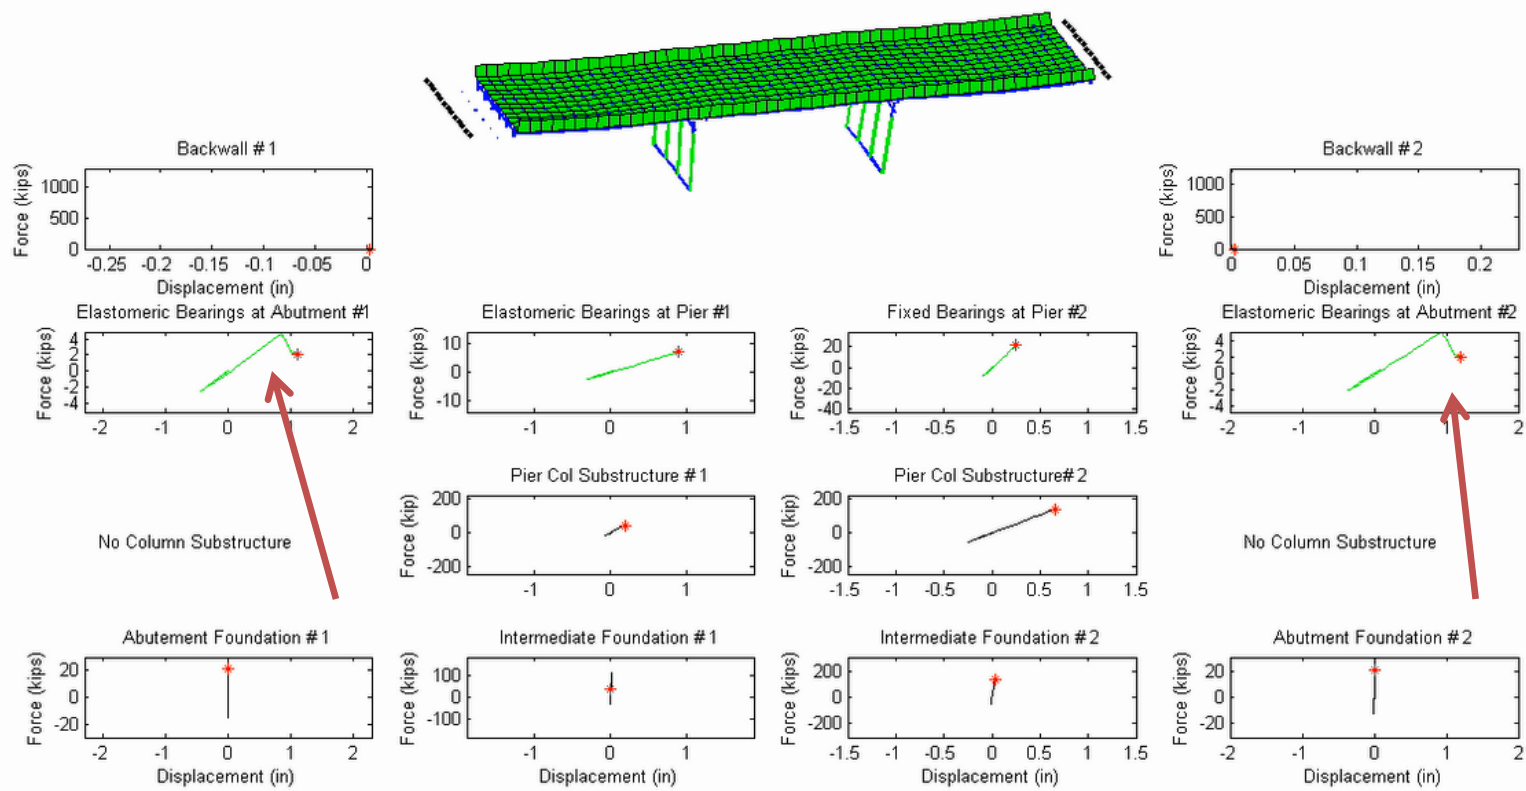 Backwall #1
Force (kips)
1000
500
0
-0.25 -0.2 -0.15 -0.1 -0.05 0
Displacement (in)
Backwall #2
Force (kips)
1000
500
0
0 0.05 0.1 0.15 0.2
Displacement (in)
Elastomeric Bearings at Abutment #1
Force (kips)
4
2
0
-2
-4
-2 -1 0 1 2
Elastomeric Bearings at Pier #1
Force (kips)
10
0
-10
-1 0 1
Fixed Bearings at Pier #2
Force (kips)
20
0
-20
-40
-1.5 -1 -0.5 0 0.5 1 1.5
Elastomeric Bearings at Abutment #2
Force (kips)
4
2
0
-2
-4
-2 -1 0 1 2
No Column Substructure
Pier Col Substructure #1
Force (kip)
200
0
-200
-1 0 1
Pier Col Substructure#2
Force (kip)
200
0
-200
-1.5 -1 -0.5 0 0.5 1 1.5
No Column Substructure
Abutement Foundation #1
Force (kips)
20
0
-20
-2 -1 0 1 2
Displacement (in)
Intermediate Foundation #1
Force (kips)
100
0
-100
-1 0 1
Displacement (in)
Intermediate Foundation #2
Force (kips)
200
0
-200
-1.5 -1 -0.5 0 0.5 1 1.5
Displacement (in)
Abutment Foundation #2
Force (kips)
20
0
-20
-2 -1 0 1 2
Displacement (in)